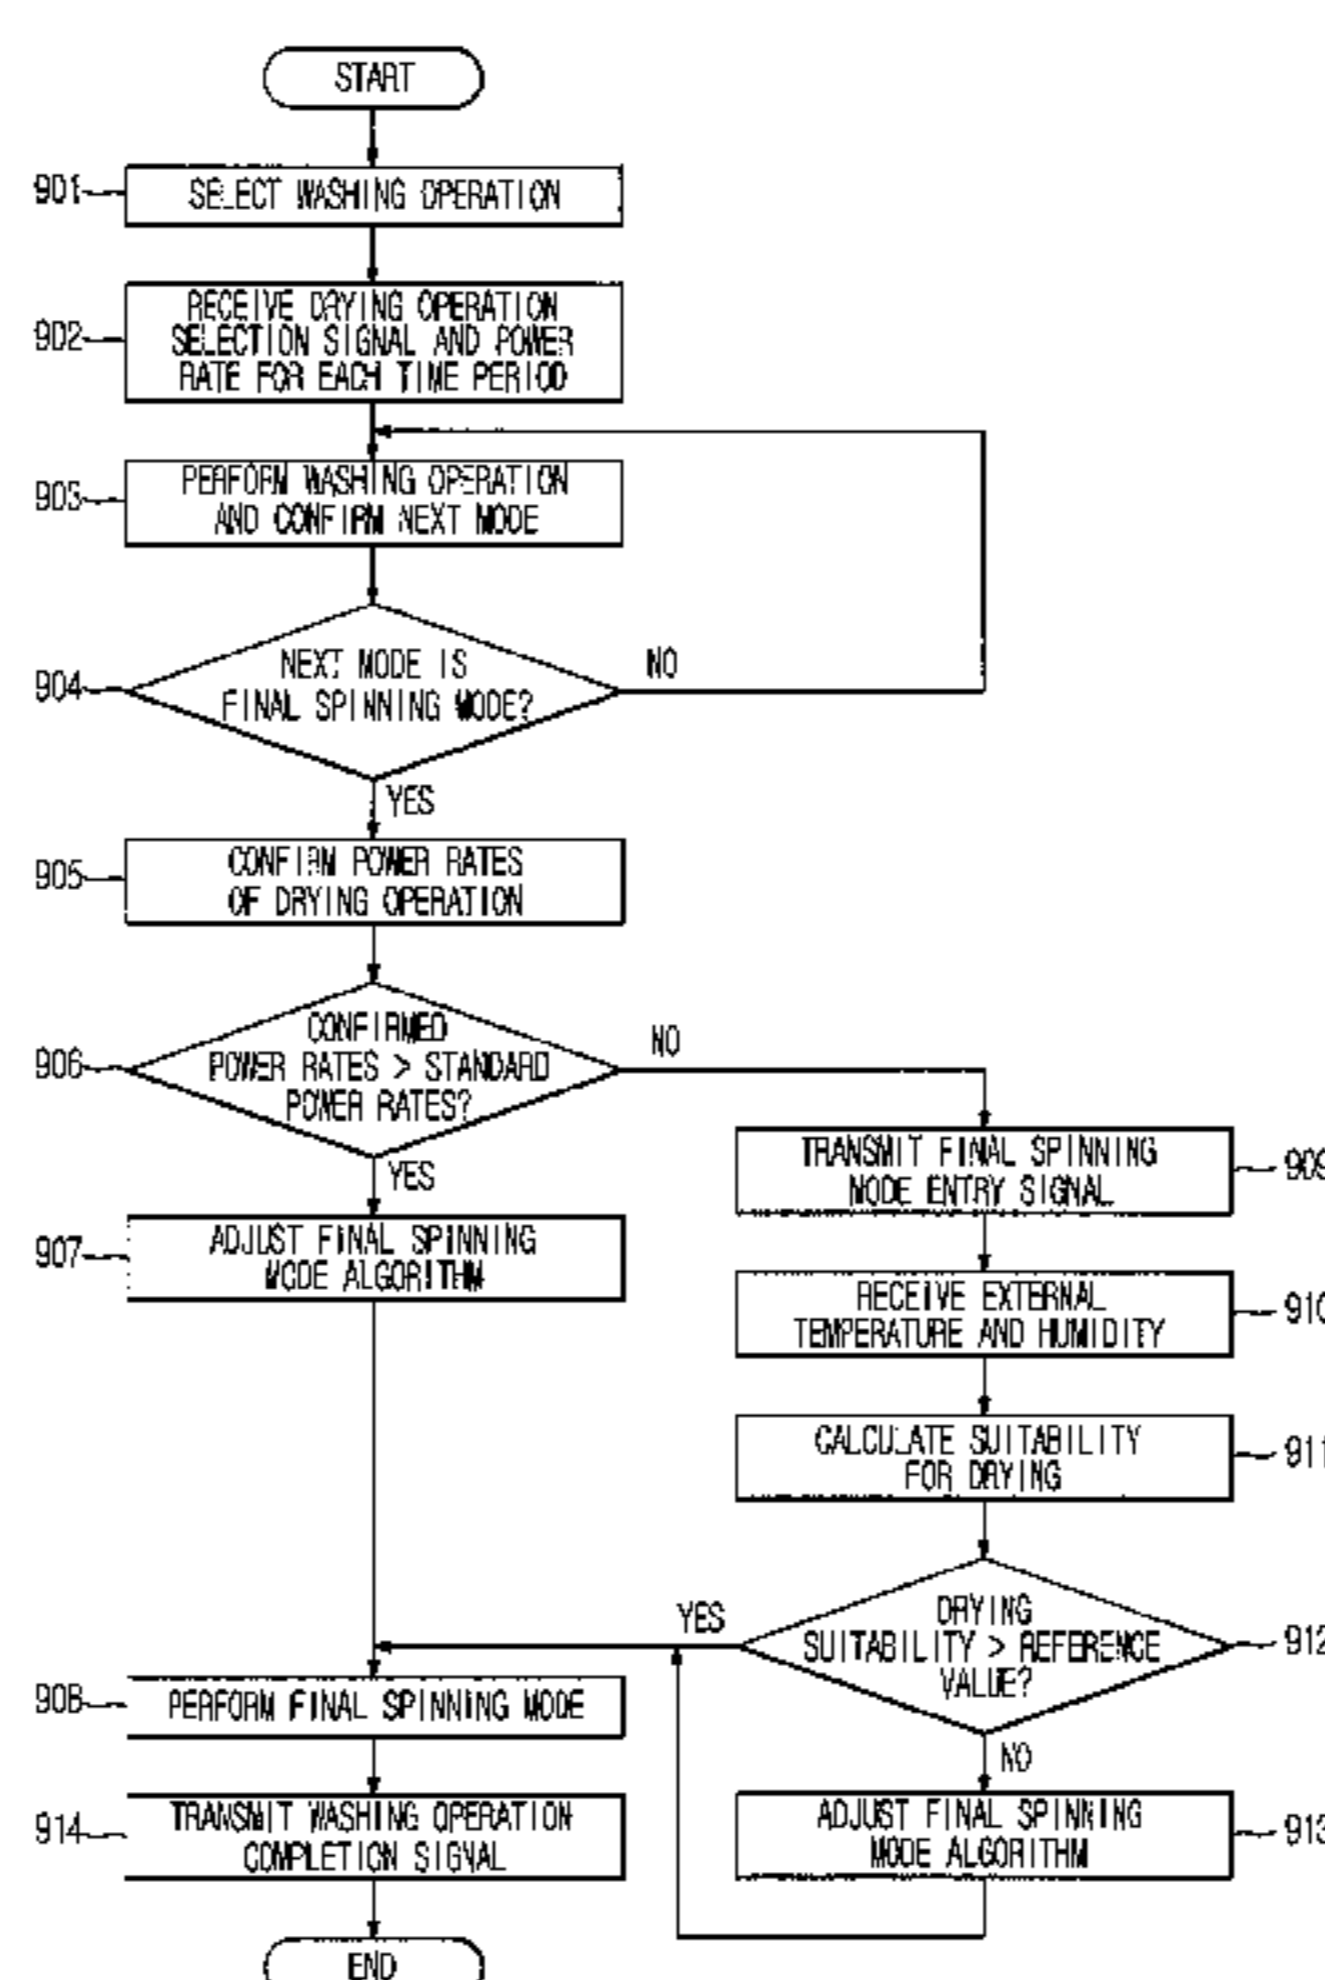 START
901
SELECT WASHING OPERATION
902
RECEIVE DRYING OPERATION
SELECTION SIGNAL AND POWER
RATE FOR EACH TIME PERIOD
903
PERFORM WASHING OPERATION
AND CONFIRM NEXT MODE
904
NEXT MODE IS
FINAL SPINNING MODE?
NO
YES
905
CONFIRM POWER RATES
OF DRYING OPERATION
906
CONFIRMED
POWER RATES > STANDARD
POWER RATES?
NO
YES
907
ADJUST FINAL SPINNING
MODE ALGORITHM
TRANSMIT FINAL SPINNING
MODE ENTRY SIGNAL
909
RECEIVE EXTERNAL
TEMPERATURE AND HUMIDITY
910
CALCULATE SUITABILITY
FOR DRYING
911
DRYING
SUITABILITY > REFERENCE
VALUE?
912
YES
NO
908
PERFORM FINAL SPINNING MODE
ADJUST FINAL SPINNING
MODE ALGORITHM
913
914
TRANSMIT WASHING OPERATION
COMPLETION SIGNAL
END